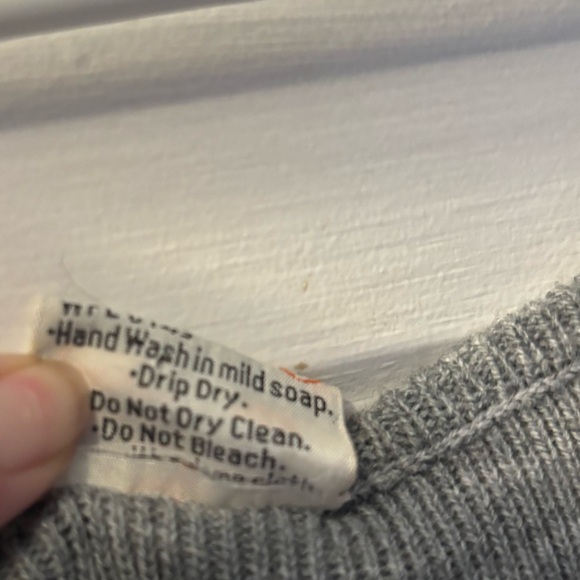 •Hand Wash in mild soap.
•Drip Dry.
Do Not Dry Clean.
•Do Not Bleach.